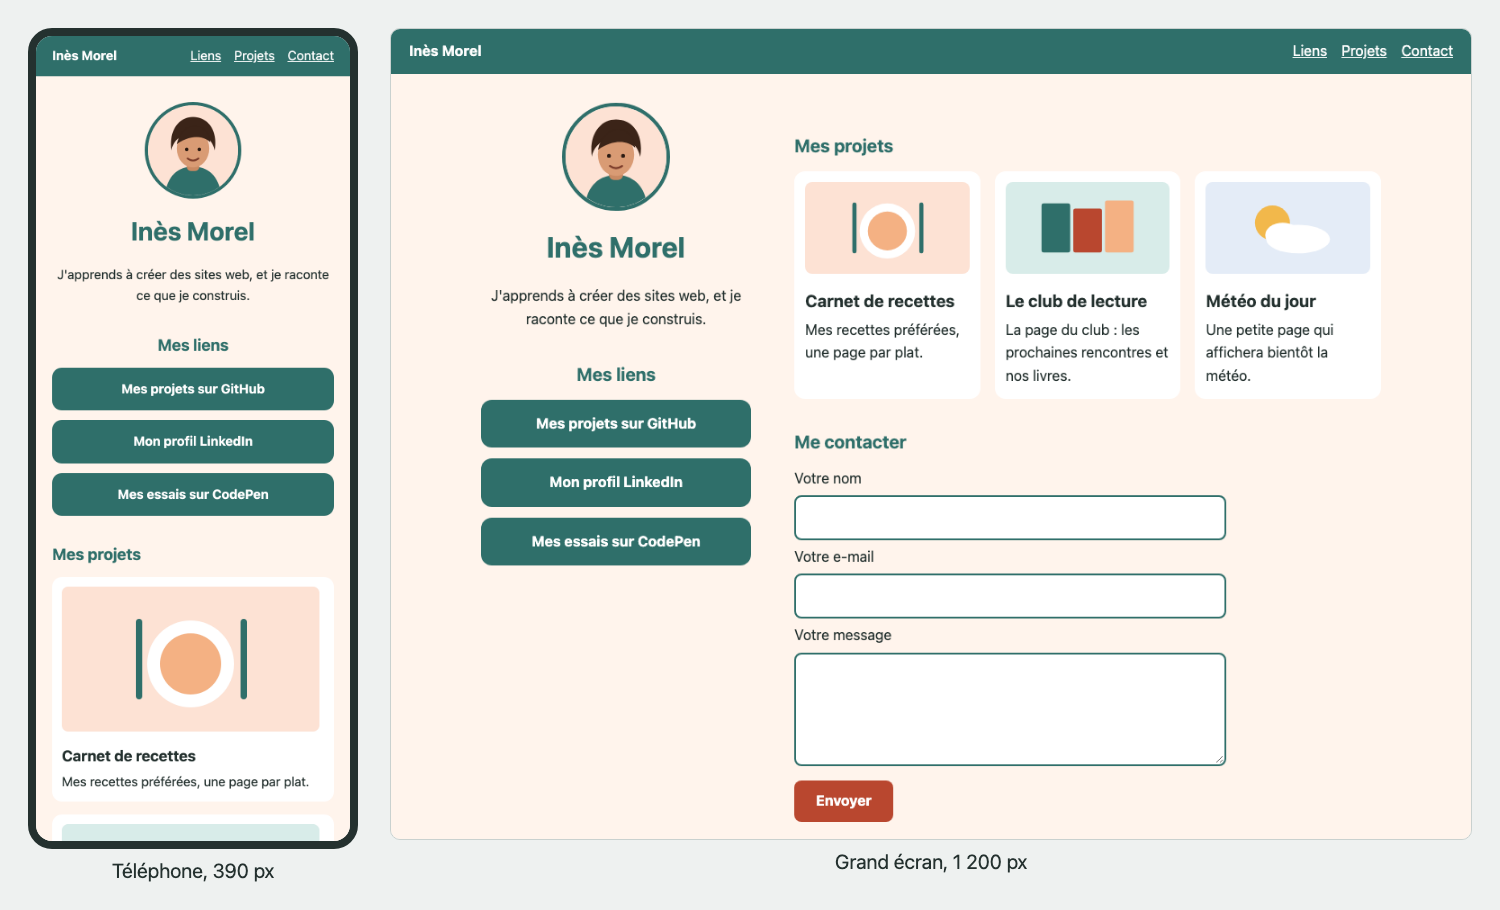 Inès Morel
Liens Projets Contact
Inès Morel
J'apprends à créer des sites web, et je raconte
ce que je construis.
Mes liens
Mes projets sur GitHub
Mon profil LinkedIn
Mes essais sur CodePen
Mes projets
Carnet de recettes
Mes recettes préférées, une page par plat.
Téléphone, 390 px
Inès Morel
Liens Projets Contact
Inès Morel
J'apprends à créer des sites web, et je
raconte ce que je construis.
Mes liens
Mes projets sur GitHub
Mon profil LinkedIn
Mes essais sur CodePen
Mes projets
Carnet de recettes
Mes recettes préférées,
une page par plat.
Le club de lecture
La page du club : les
prochaines rencontres et
nos livres.
Météo du jour
Une petite page qui
affichera bientôt la
météo.
Me contacter
Votre nom
Votre e-mail
Votre message
Envoyer
Grand écran, 1 200 px